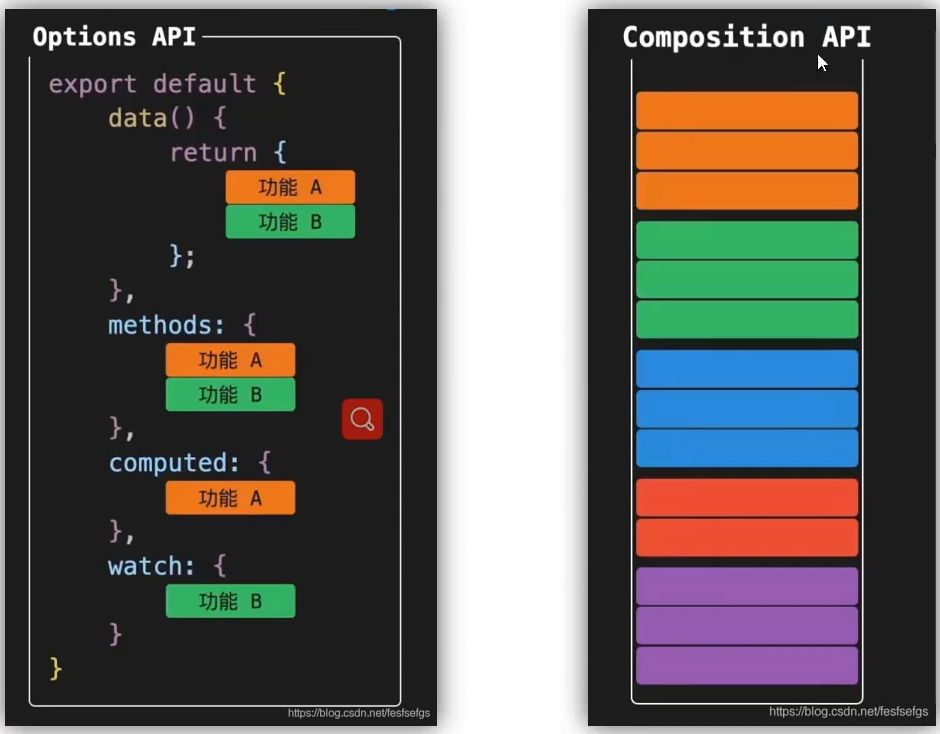 Options API
export default {
data() {
return {
功能 A
功能 B
};
},
methods: {
功能 A
功能 B
},
computed: {
功能 A
},
watch: {
功能 B
}
}
https://blog.csdn.net/fesfsefgs
Composition API
https://blog.csdn.net/fesfsefgs